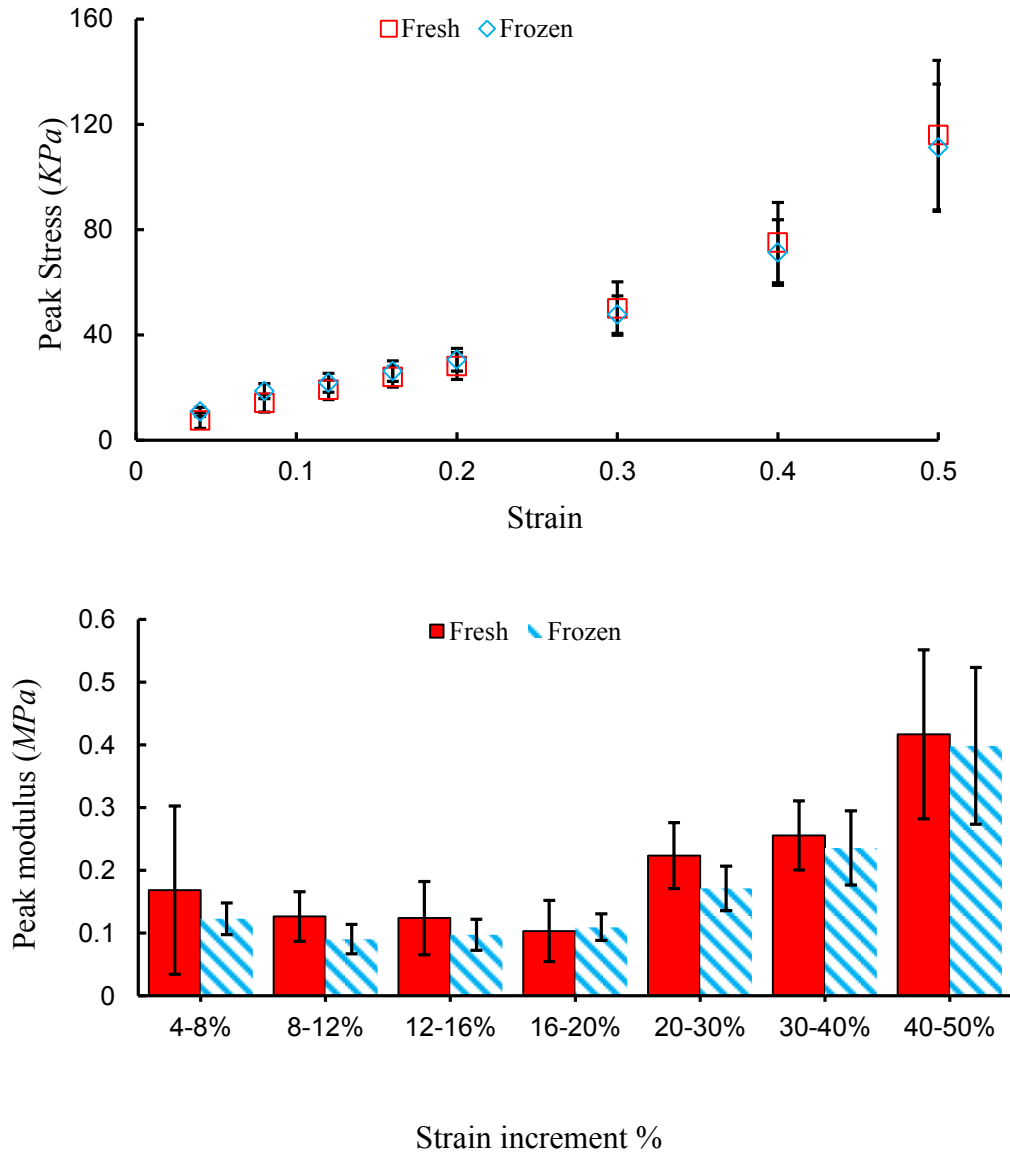 160
Fresh Frozen
120
80
40
0
Peak Stress (KPa)
0 0.1 0.2 0.3 0.4 0.5
Strain
0.6
Fresh Frozen
0.5
0.4
0.3
0.2
0.1
0
Peak modulus (MPa)
4-8% 8-12% 12-16% 16-20% 20-30% 30-40% 40-50%
Strain increment %